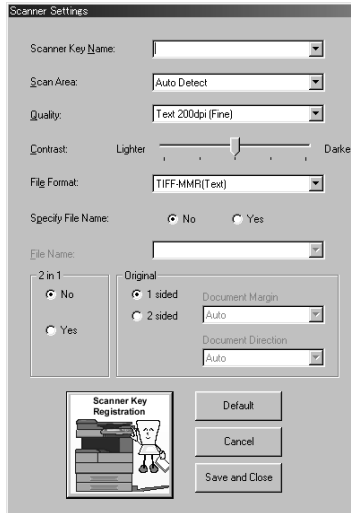 Scanner Settings
Scanner Key Name:
Scan Area: Auto Detect
Quality: Text 200dpi (Fine)
Contrast: Lighter Darke
File Format: TIFF-MMR(Text)
Specify File Name: No Yes
File Name:
2 in 1 Original
No 1 sided Document Margin
2 sided Auto
Yes
Document Direction
Auto
Scanner Key
Registration
Default
Cancel
Save and Close